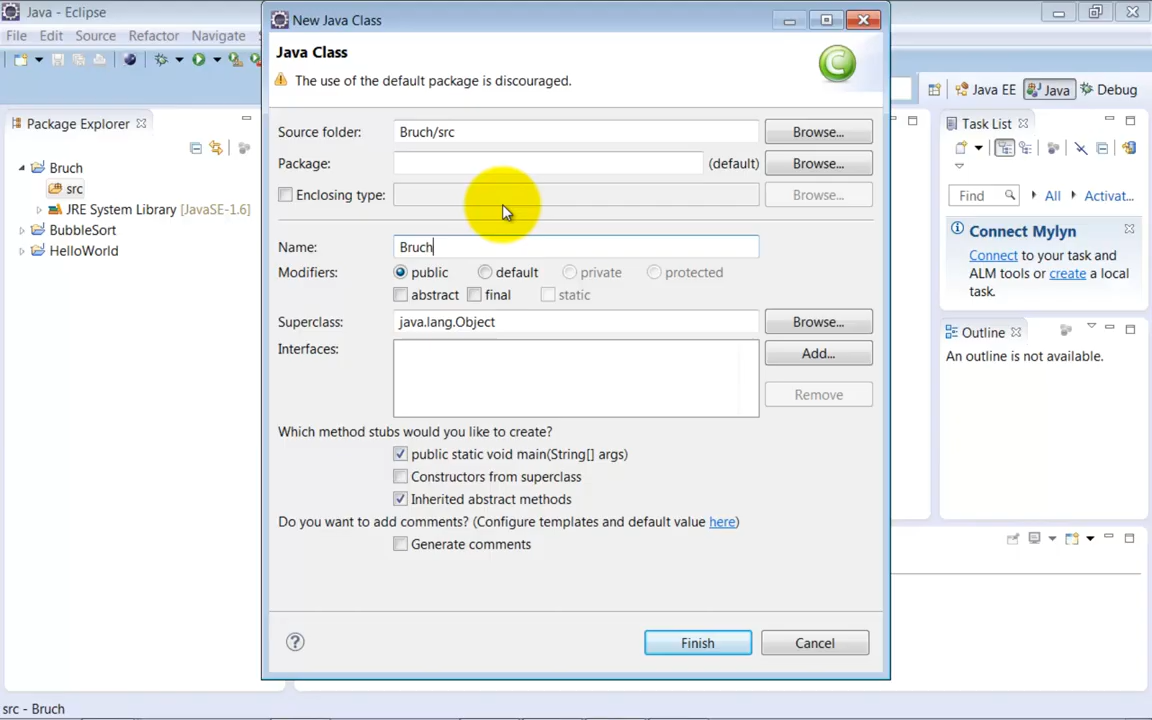 Java - Eclipse
New Java Class
File Edit Source Refactor Navigate
Java Class
The use of the default package is discouraged.
Java EE Java Debug
Package Explorer
Task List
Source folder: Bruch/src Browse...
Package: (default) Browse...
Enclosing type: Browse...
Bruch
src
JRE System Library [JavaSE-1.6]
BubbleSort
HelloWorld
Find All Activat...
Connect Mylyn
Connect to your task and
ALM tools or create a local
task.
Name: Bruch
Modifiers: public default private protected
abstract final static
Superclass: java.lang.Object Browse...
Interfaces: Add...
Remove
Outline
An outline is not available.
Which method stubs would you like to create?
public static void main(String[] args)
Constructors from superclass
Inherited abstract methods
Do you want to add comments? (Configure templates and default value here)
Generate comments
? Finish Cancel
src - Bruch